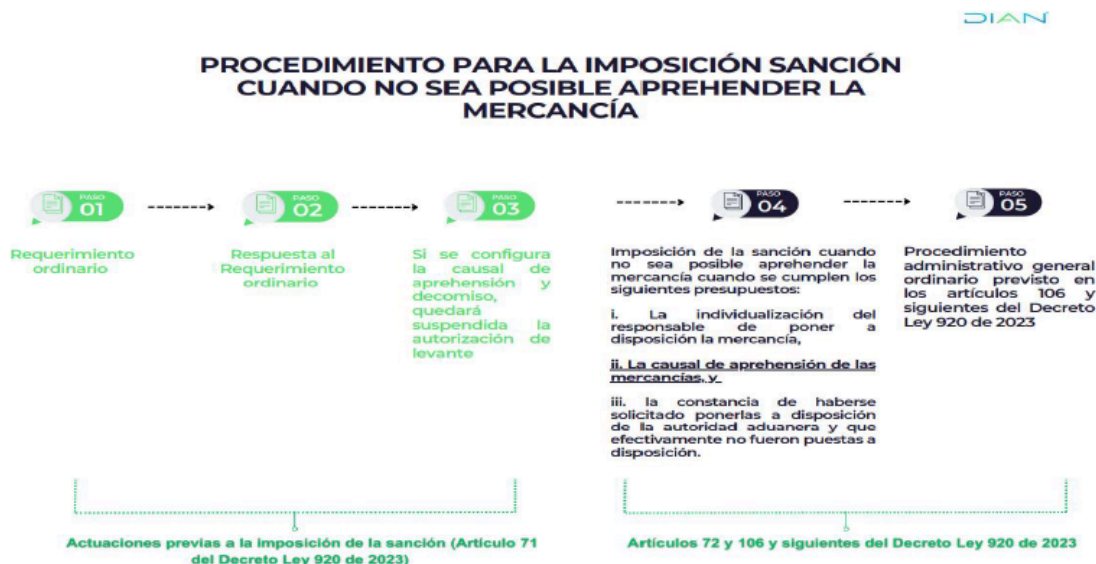 DIAN
PROCEDIMIENTO PARA LA IMPOSICIÓN SANCIÓN
CUANDO NO SEA POSIBLE APREHENDER LA
MERCANCÍA
PASO
01
Requerimiento
ordinario
PASO
02
Respuesta al
Requerimiento
ordinario
PASO
03
Si se configura
la causal de
aprehensión y
decomiso,
quedará
suspendida la
autorización de
levante
PASO
04
Imposición de la sanción cuando
no sea posible aprehender la
mercancía cuando se cumplen los
siguientes presupuestos:
i. La individualización del
responsable de poner a
disposición la mercancía,
ii. La causal de aprehensión de las
mercancías, y
iii. la constancia de haberse
solicitado ponerlas a disposición
de la autoridad aduanera y que
efectivamente no fueron puestas a
disposición.
PASO
05
Procedimiento
administrativo general
ordinario previsto en
los artículos 106 y
siguientes del Decreto
Ley 920 de 2023
Actuaciones previas a la imposición de la sanción (Artículo 71
del Decreto Ley 920 de 2023)
Artículos 72 y 106 y siguientes del Decreto Ley 920 de 2023